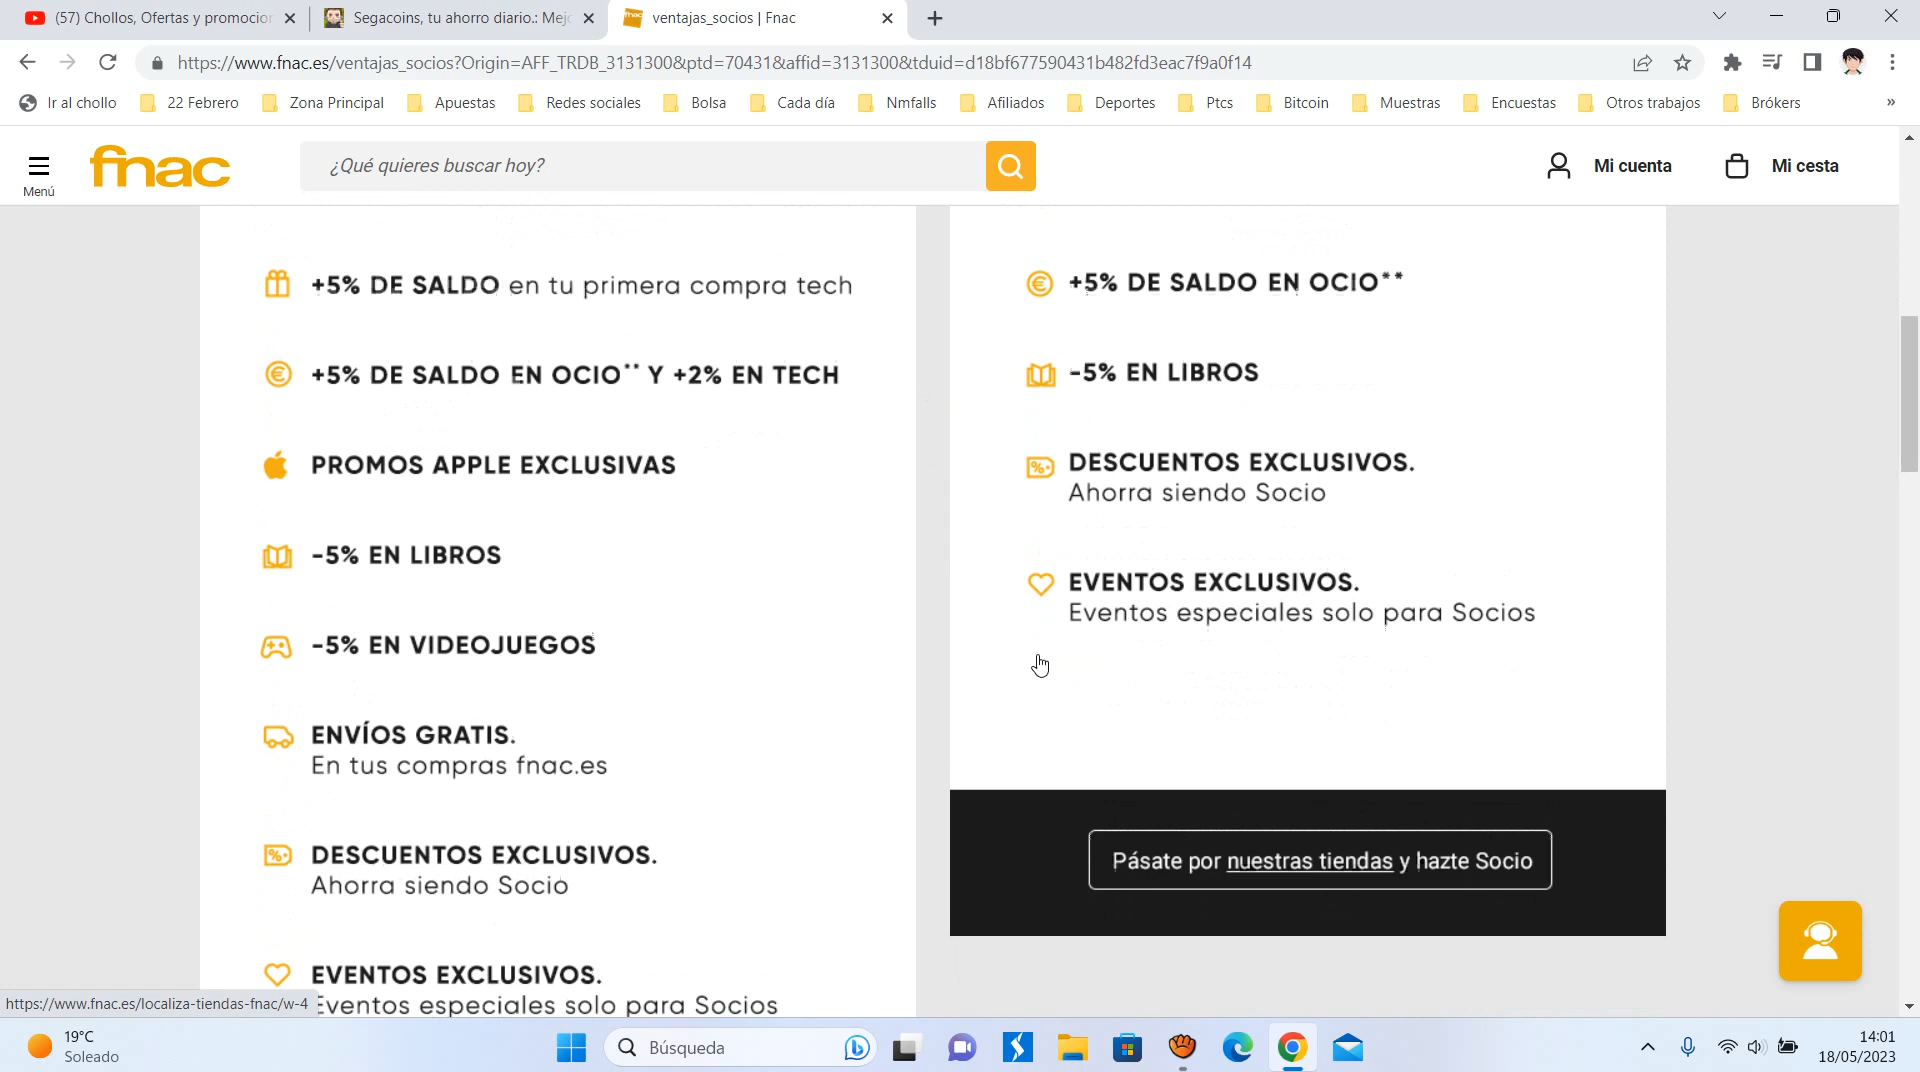 (57) Chollos, Ofertas y promocion
Segacoins, tu ahorro diario.: Mejo
ventajas_socios | Fnac
https://www.fnac.es/ventajas_socios?Origin=AFF_TRDB_3131300&ptd=70431&affid=3131300&tduid=d18bf677590431b482fd3eac7f9a0f14
Ir al chollo
22 Febrero
Zona Principal
Apuestas
Redes sociales
Bolsa
Cada día
Nmfalls
Afiliados
Deportes
Ptcs
Bitcoin
Muestras
Encuestas
Otros trabajos
Brókers
»
Menú
fnac
¿Qué quieres buscar hoy?
Mi cuenta
Mi cesta
+5% DE SALDO en tu primera compra tech
+5% DE SALDO EN OCIO** Y +2% EN TECH
PROMOS APPLE EXCLUSIVAS
-5% EN LIBROS
-5% EN VIDEOJUEGOS
ENVÍOS GRATIS.
En tus compras fnac.es
DESCUENTOS EXCLUSIVOS.
Ahorra siendo Socio
EVENTOS EXCLUSIVOS.
Eventos especiales solo para Socios
+5% DE SALDO EN OCIO**
-5% EN LIBROS
DESCUENTOS EXCLUSIVOS.
Ahorra siendo Socio
EVENTOS EXCLUSIVOS.
Eventos especiales solo para Socios
Pásate por nuestras tiendas y hazte Socio
https://www.fnac.es/localiza-tiendas-fnac/w-4
19°C
Soleado
Búsqueda
14:01
18/05/2023